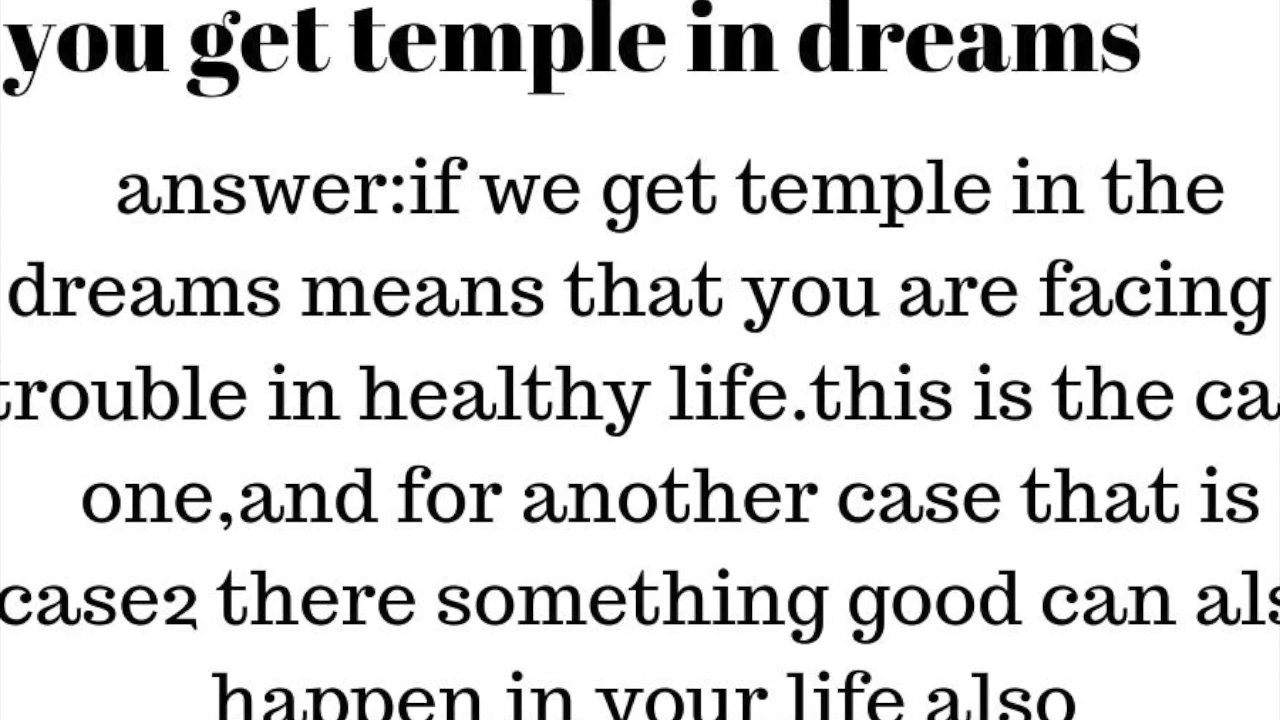 you get temple in dreams
answer:if we get temple in the
dreams means that you are facing
trouble in healthy life.this is the ca
one,and for another case that is
case2 there something good can als
happen in your life also